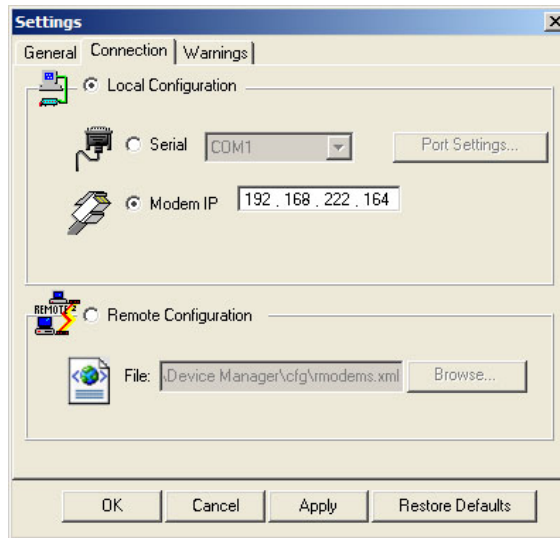 Settings
General Connection Warnings
Local Configuration
Serial COM1 Port Settings...
Modem IP 192 . 168 . 222 . 164
REMOTE
Remote Configuration
File: \Device Manager\cfg\rmodems.xml Browse...
OK Cancel Apply Restore Defaults